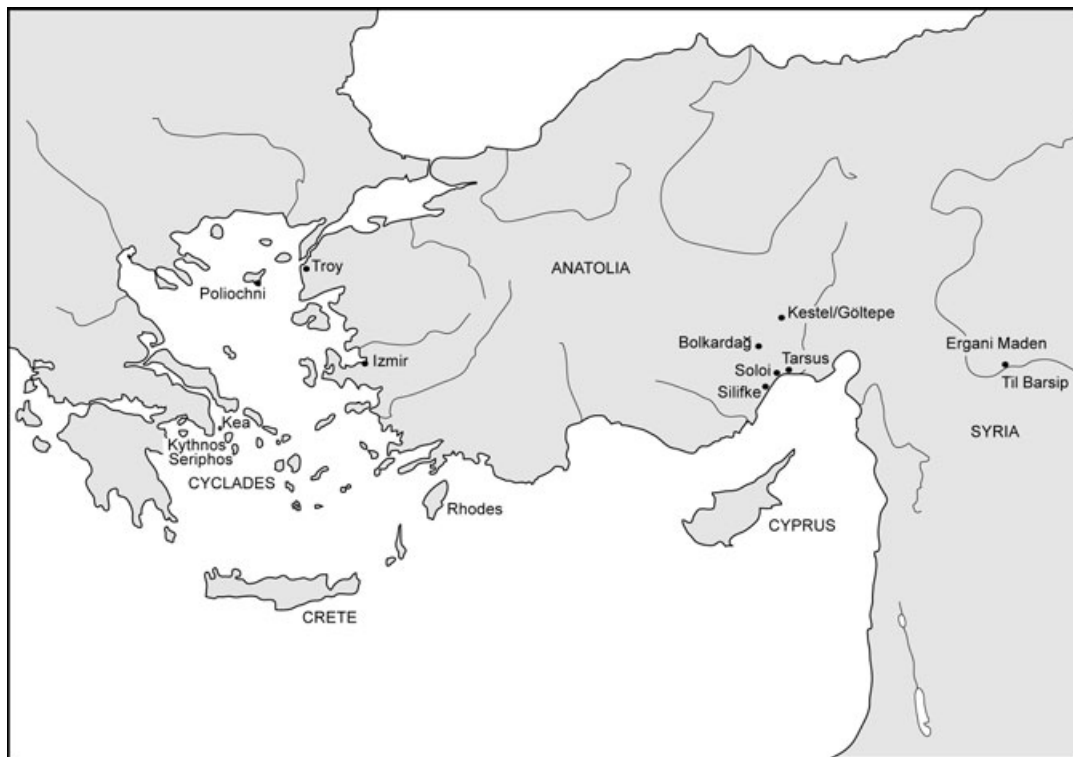 ANATOLIA
Troy
Poliochni
Kestel/Göltepe
Bolkardağ
Ergani Maden
Izmir
Soloi
Tarsus
Silifke
Til Barsip
Kea
SYRIA
Kythnos
Seriphos
CYCLADES
Rhodes
CYPRUS
CRETE